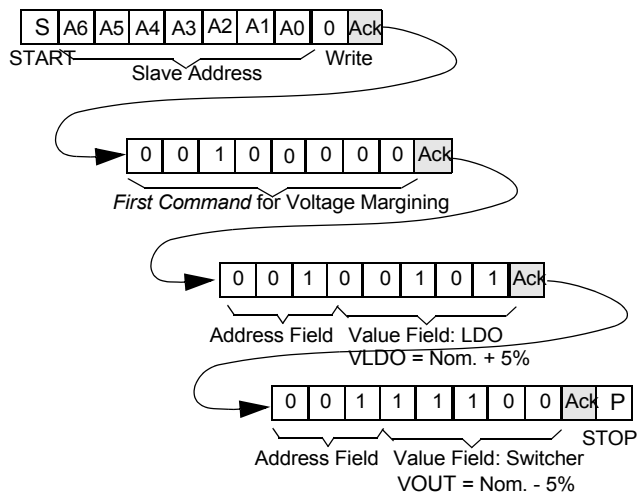 S A6 A5 A4 A3 A2 A1 A0 0 Ack
START Slave Address Write
0 0 1 0 0 0 0 0 Ack
First Command for Voltage Margining
0 0 1 0 0 1 0 1 Ack
Address Field Value Field: LDO
VLDO = Nom. + 5%
0 0 1 1 1 1 0 0 Ack P
STOP
Address Field Value Field: Switcher
VOUT = Nom. - 5%